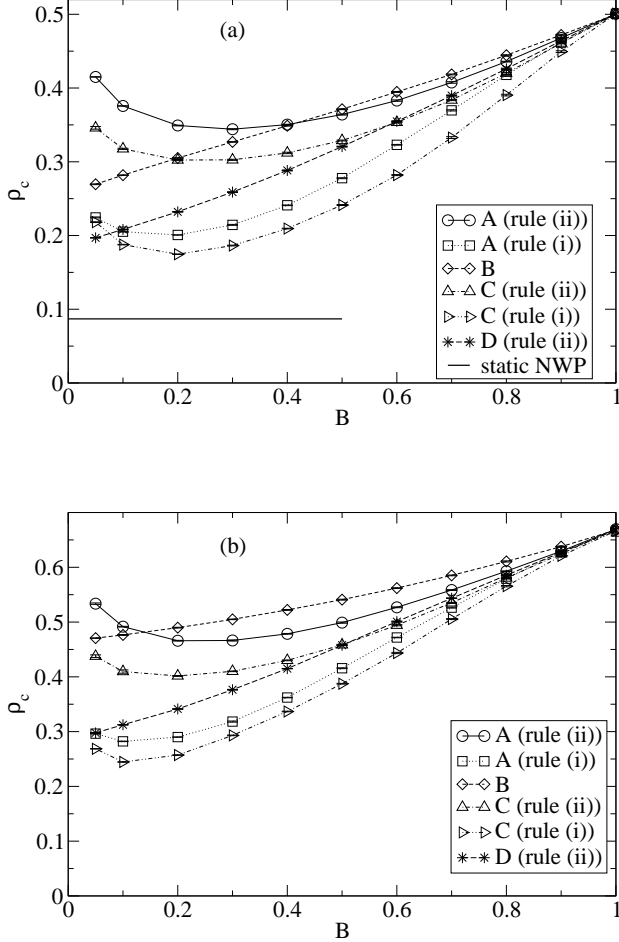 0.5
(a)
0.4
0.3
ρ_c
A (rule (ii))
0.2
A (rule (i))
B
C (rule (ii))
C (rule (i))
0.1
D (rule (ii))
static NWP
0
0 0.2 0.4 0.6 0.8 1
B
(b)
0.6
0.5
0.4
ρ_c
0.3
A (rule (ii))
A (rule (i))
0.2
B
C (rule (ii))
0.1
C (rule (i))
D (rule (ii))
0
0 0.2 0.4 0.6 0.8 1
B